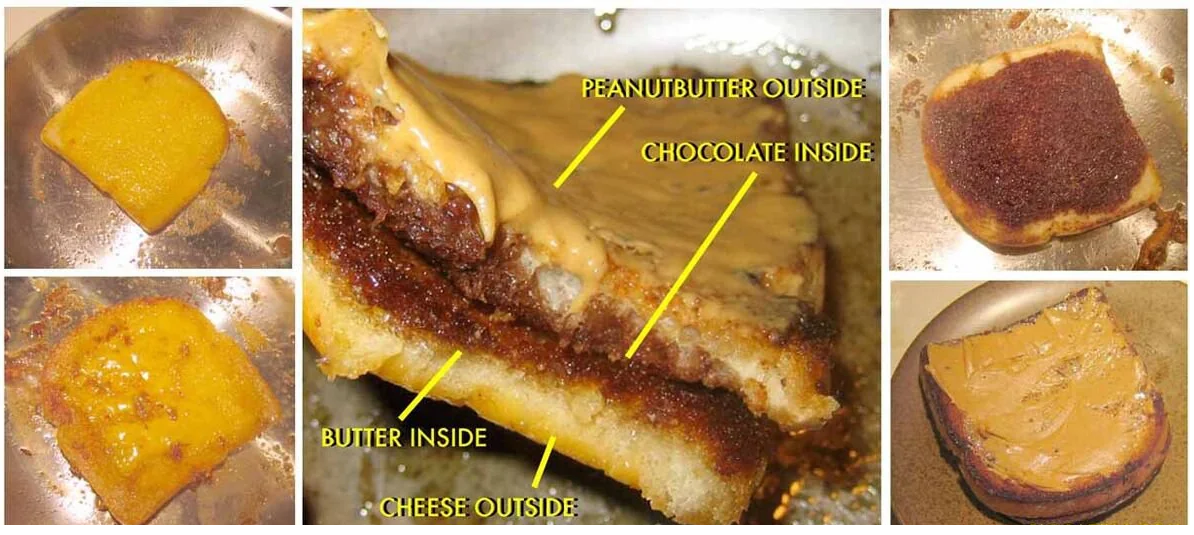 PEANUTBUTTER OUTSIDE
CHOCOLATE INSIDE
BUTTER INSIDE
CHEESE OUTSIDE